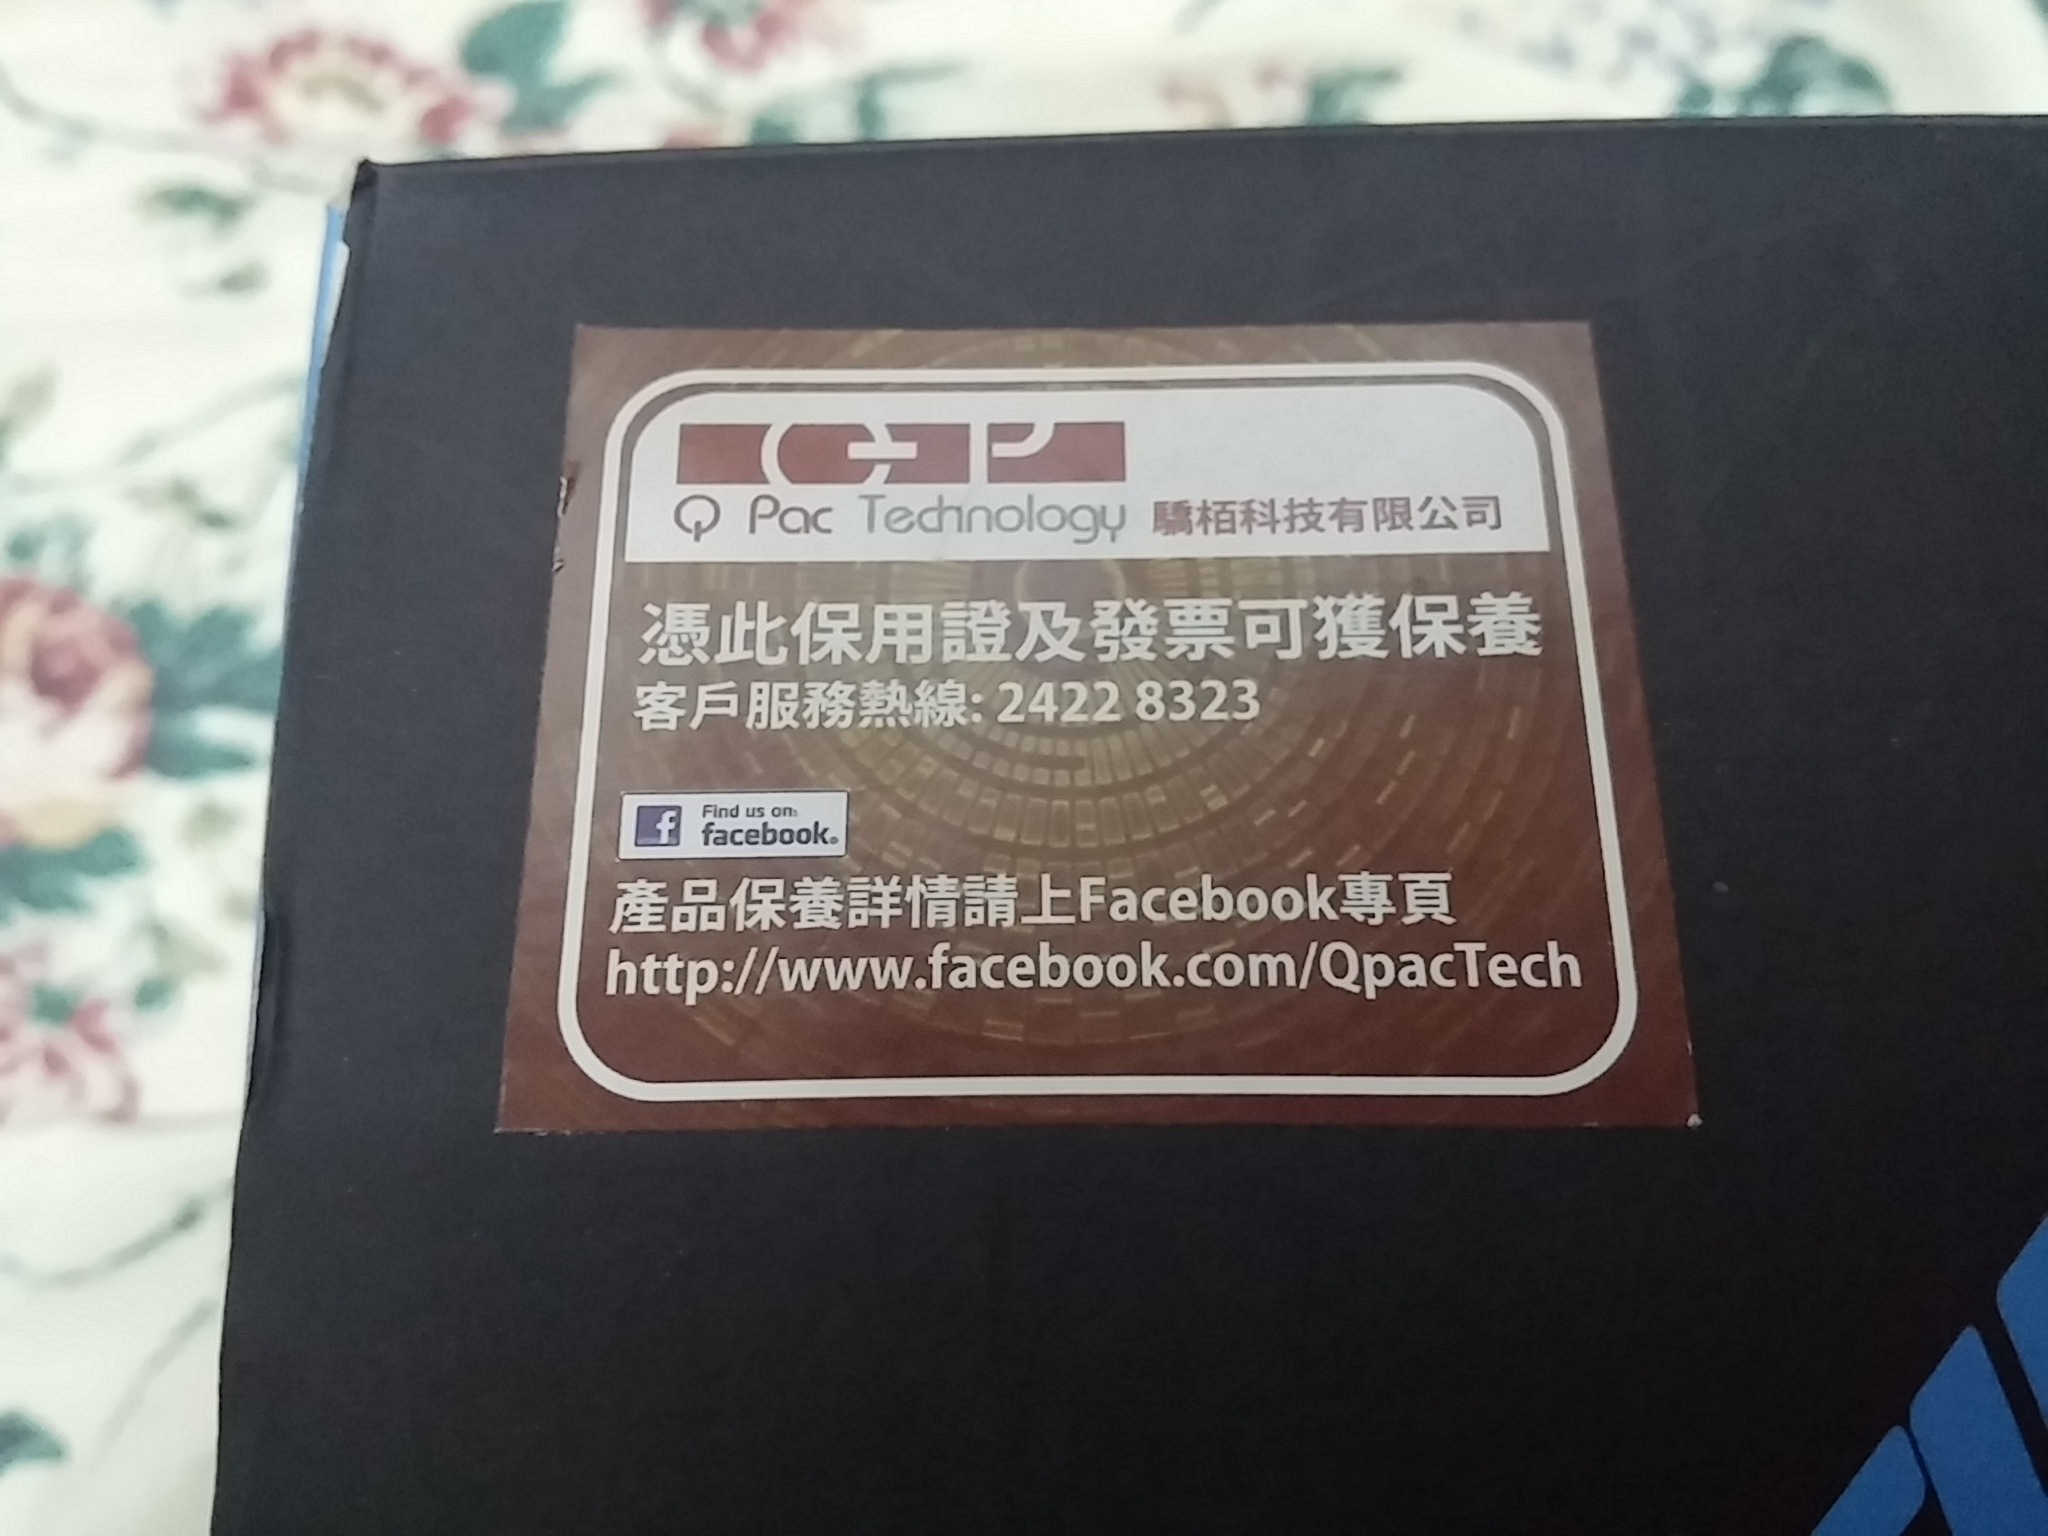 QP
Q Pac Technology 驕栢科技有限公司
憑此保用證及發票可獲保養
客戶服務熱線: 2422 8323
Find us on:
facebook.
產品保養詳情請上Facebook專頁
http://www.facebook.com/QpacTech